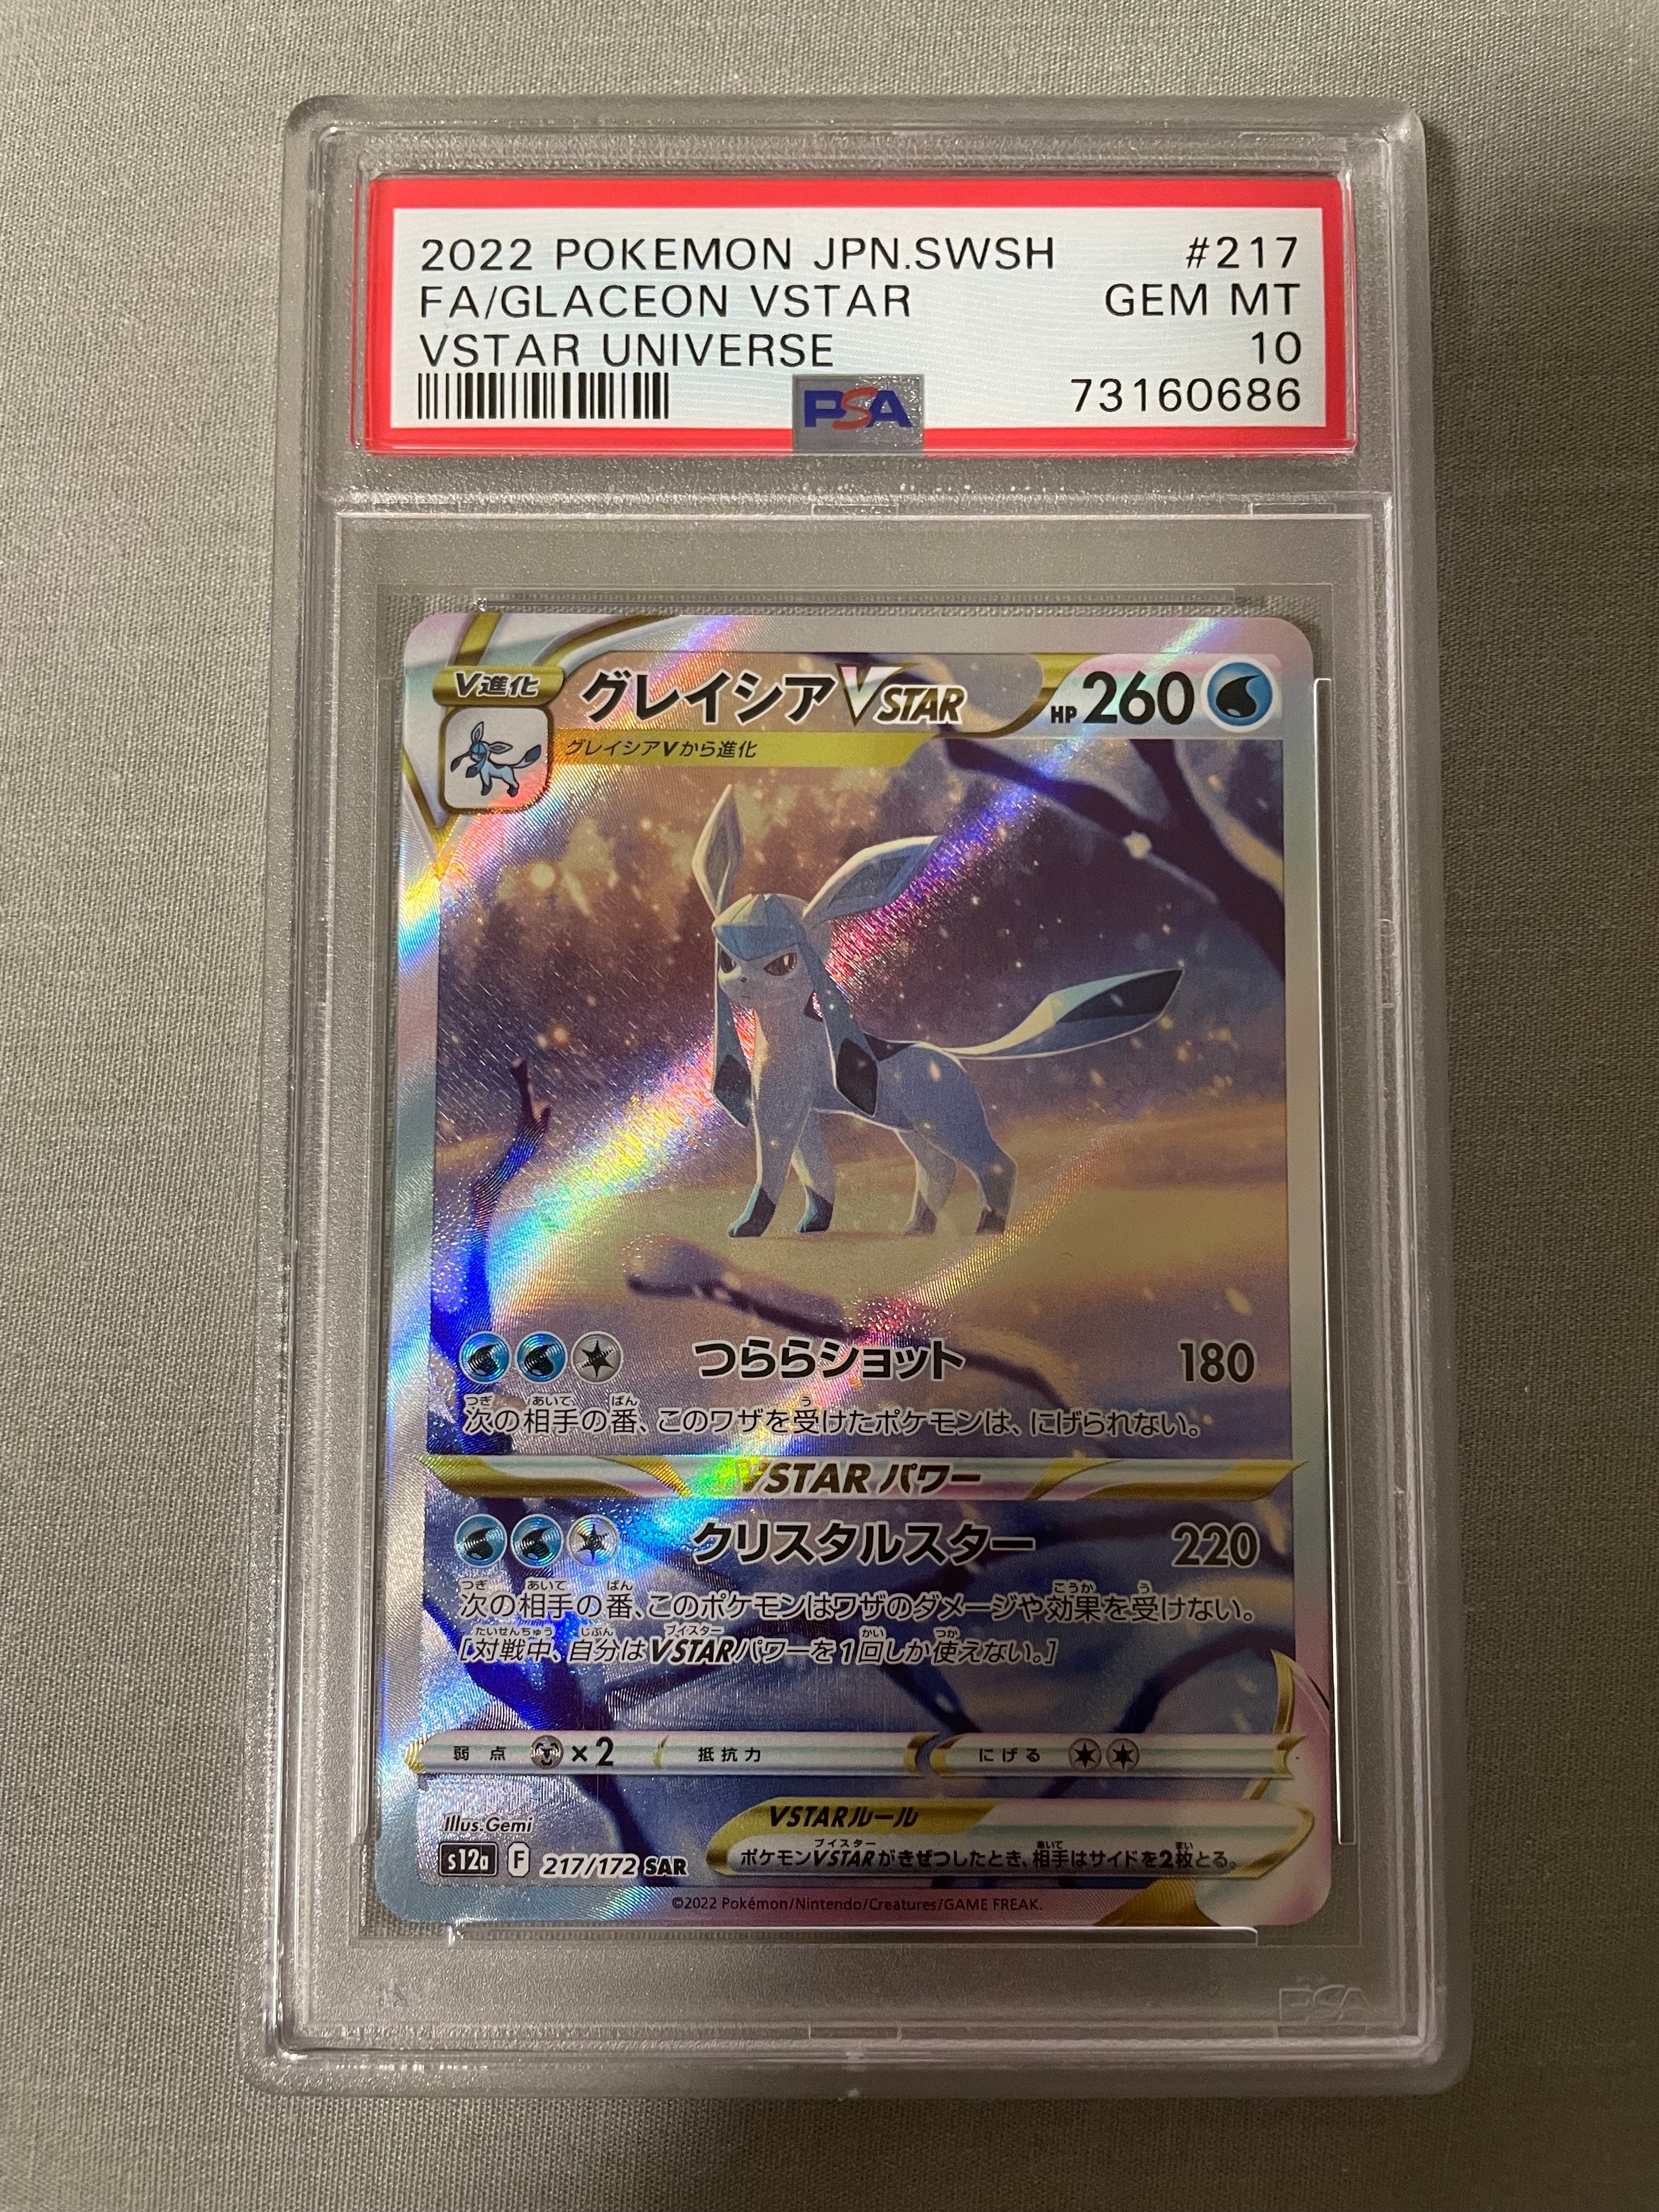 2022 POKEMON JPN.SWSH #217
FA/GLACEON VSTAR GEM MT
VSTAR UNIVERSE 10
PSA 73160686
V進化 グレイシアVSTAR HP 260
グレイシアVから進化
つららショット 180
つぎ あいて ばん う
次の相手の番、このワザを受けたポケモンは、にげられない。
VSTARパワー
クリスタルスター 220
つぎ あいて ばん こうか う
次の相手の番、このポケモンはワザのダメージや効果を受けない。
たいせんちゅう じぶん ブイスター かい つか
[対戦中、自分はVSTARパワーを1回しか使えない。]
弱点 ×2 抵抗力 にげる
Illus.Gemi
VSTARルール
ブイスター あいて まい
ポケモンVSTARがきぜつしたとき、相手はサイドを2枚とる。
s12a F 217/172 SAR
©2022 Pokémon/Nintendo/Creatures/GAME FREAK.
PSA